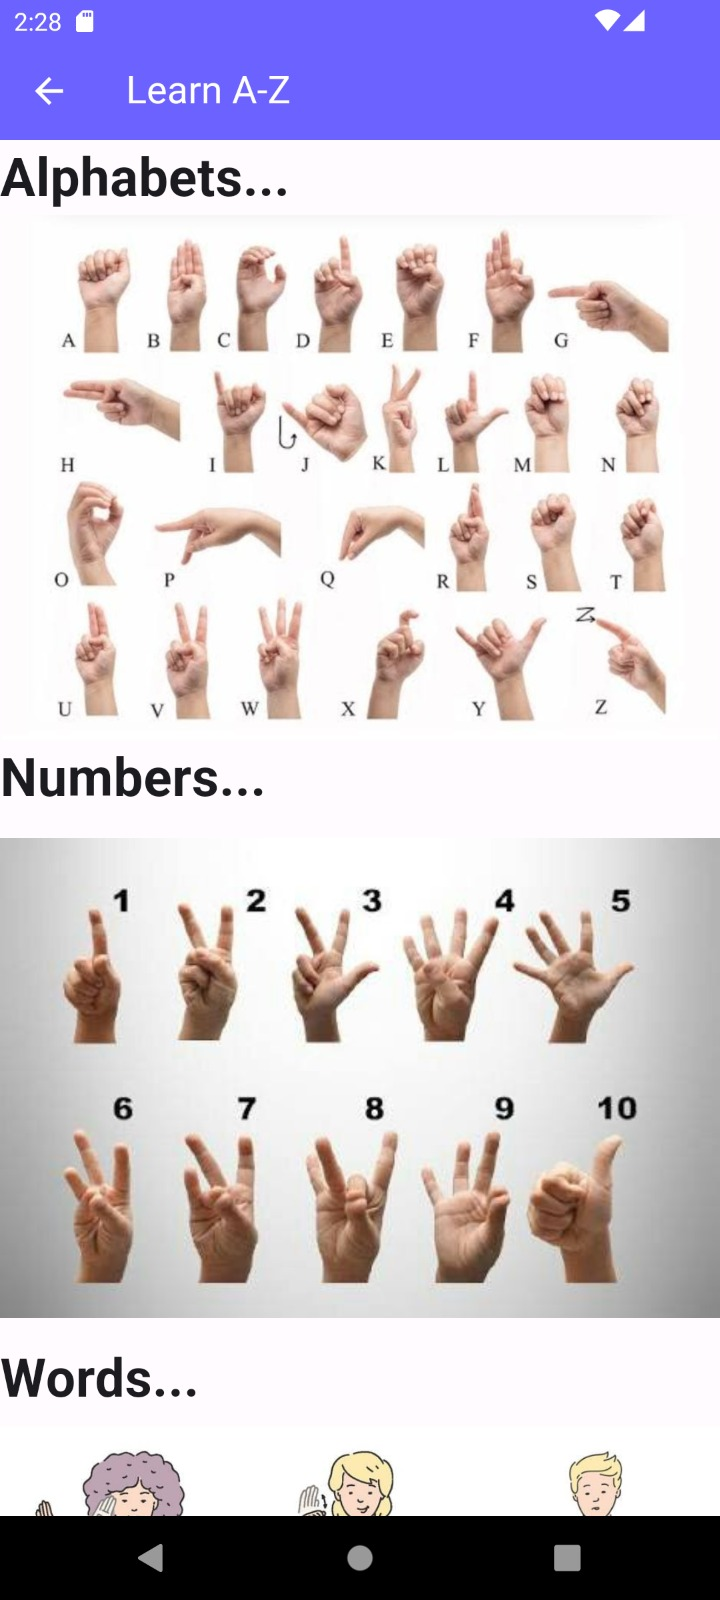 2:28
Learn A-Z
Alphabets...
A B C D E F G
H I J K L M N
O P Q R S T
U V W X Y Z
Numbers...
1 2 3 4 5
6 7 8 9 10
Words...